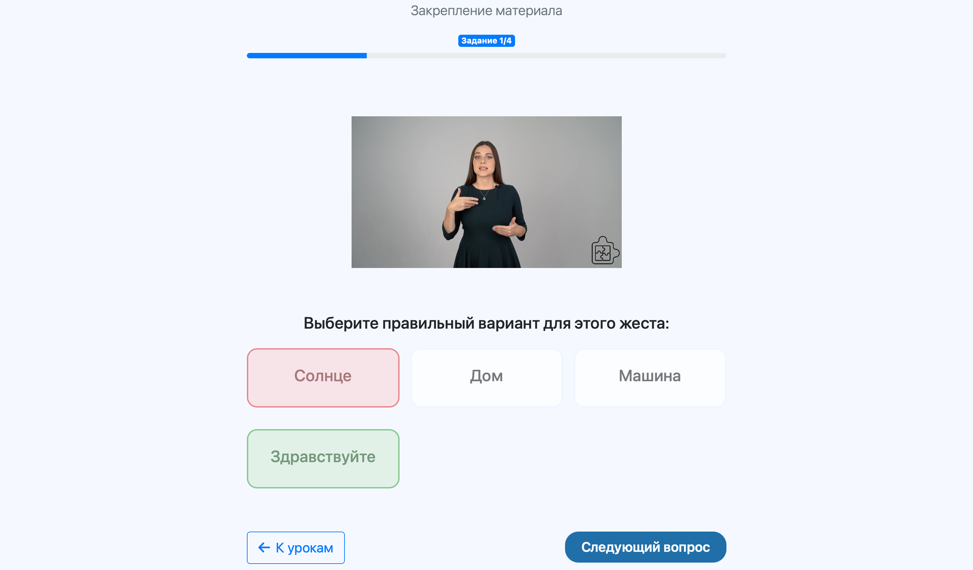 Закрепление материала
Задание 1/4
Выберите правильный вариант для этого жеста:
Солнце
Дом
Машина
Здравствуйте
← К урокам
Следующий вопрос